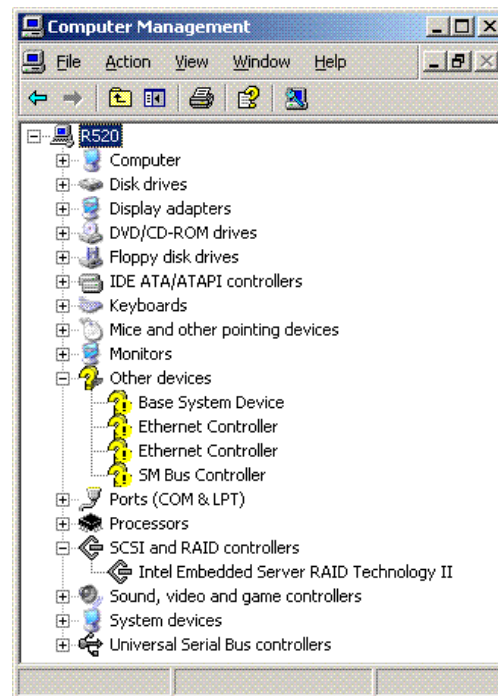 Computer Management
File Action View Window Help
R520
Computer
Disk drives
Display adapters
DVD/CD-ROM drives
Floppy disk drives
IDE ATA/ATAPI controllers
Keyboards
Mice and other pointing devices
Monitors
Other devices
Base System Device
Ethernet Controller
Ethernet Controller
SM Bus Controller
Ports (COM & LPT)
Processors
SCSI and RAID controllers
Intel Embedded Server RAID Technology II
Sound, video and game controllers
System devices
Universal Serial Bus controllers